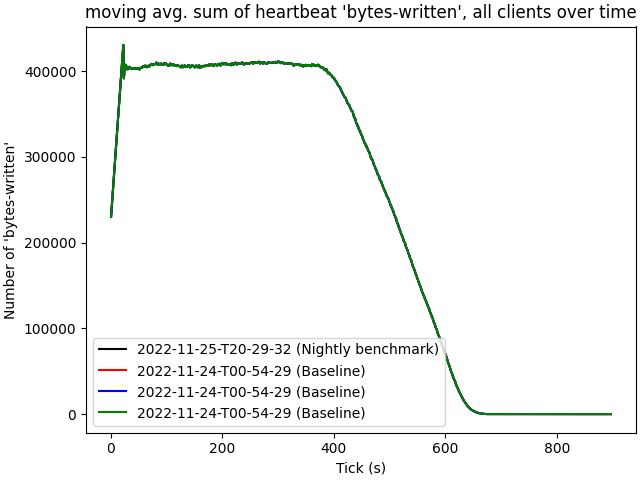 moving avg. sum of heartbeat 'bytes-written', all clients over time
Number of 'bytes-written'
400000
300000
200000
100000
0
2022-11-25-T20-29-32 (Nightly benchmark)
2022-11-24-T00-54-29 (Baseline)
2022-11-24-T00-54-29 (Baseline)
2022-11-24-T00-54-29 (Baseline)
0 200 400 600 800
Tick (s)